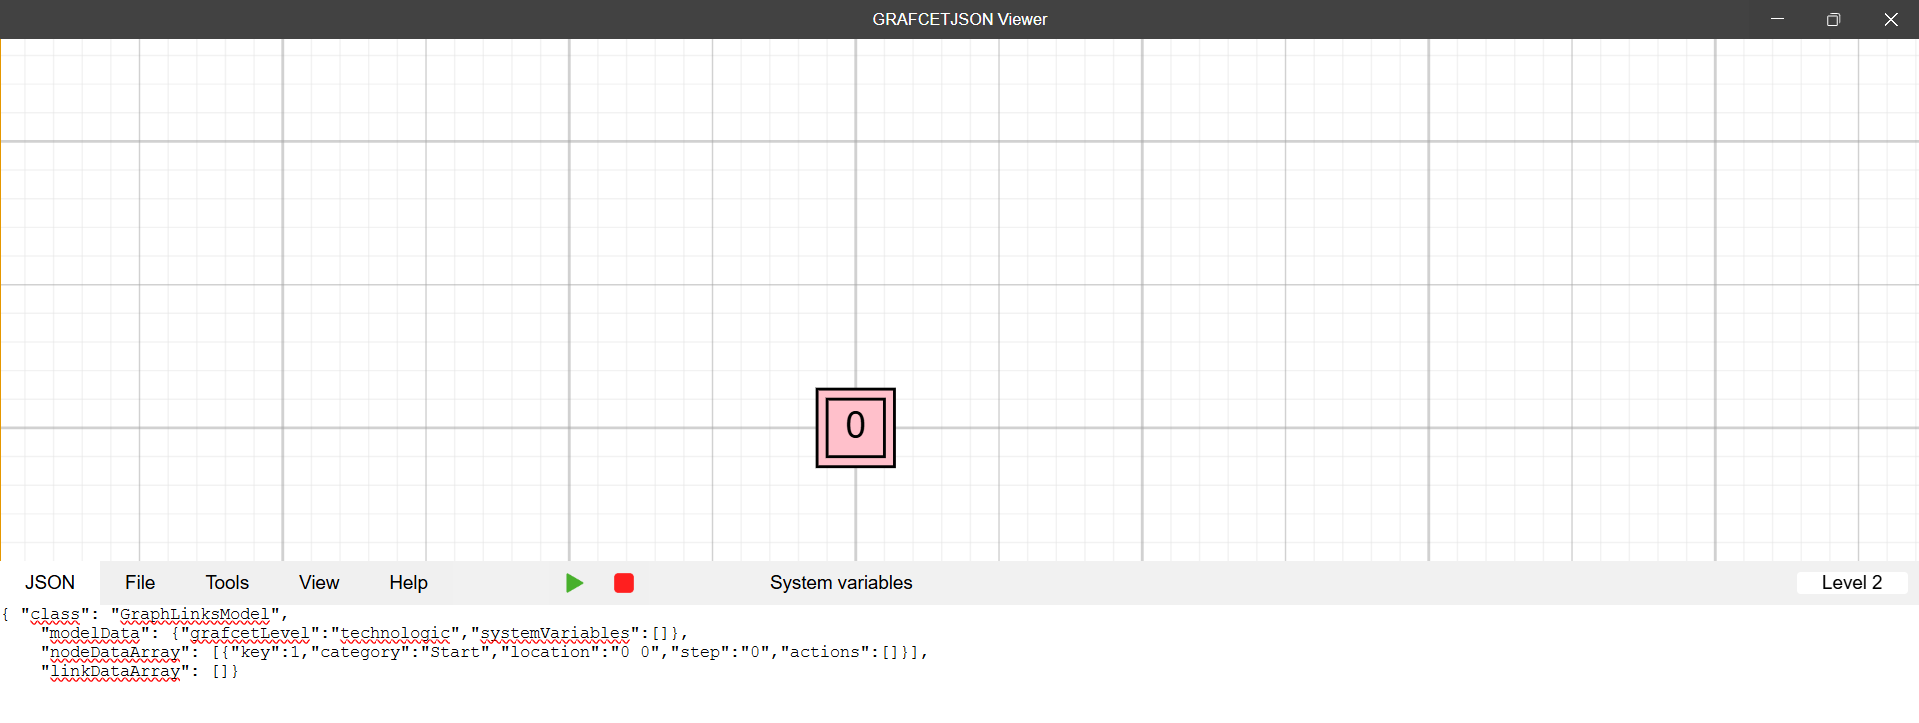 GRAFCETJSON Viewer
0
JSON File Tools View Help System variables Level 2
{ "class": "GraphLinksModel",
"modelData": {"grafcetLevel":"technologic","systemVariables":[]},
"nodeDataArray": [{"key":1,"category":"Start","location":"0 0","step":"0","actions":[]}],
"linkDataArray": []}